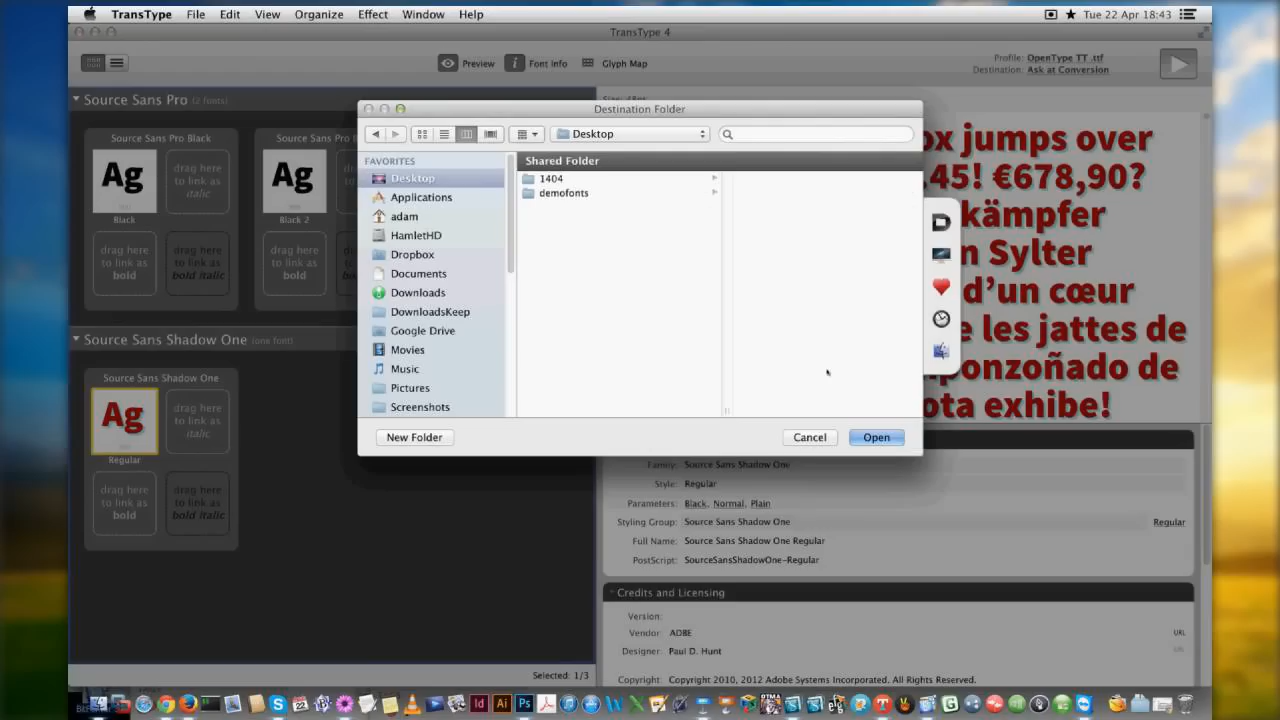 TransType File Edit View Organize Effect Window Help
Tue 22 Apr 18:43
TransType 4
Preview Font Info Glyph Map
Profile: OpenType TT .ttf
Destination: Ask at Conversion
Source Sans Pro (2 fonts)
Source Sans Pro Black
Ag
drag here
to link as
italic
Black
drag here
to link as
bold
drag here
to link as
bold italic
Ag
Black 2
drag here
to link as
bold
Source Sans Shadow One (one font)
Source Sans Shadow One
Ag
drag here
to link as
italic
Regular
drag here
to link as
bold
drag here
to link as
bold italic
Selected: 1/3
Destination Folder
Desktop
FAVORITES
Desktop
Applications
adam
HamletHD
Dropbox
Documents
Downloads
DownloadsKeep
Google Drive
Movies
Music
Pictures
Screenshots
Shared Folder
1404
demofonts
New Folder
Cancel
Open
ox jumps over
.45! €678,90?
kämpfer
n Sylter
d’un cœur
e les jattes de
ponzoñado de
ota exhibe!
Family: Source Sans Shadow One
Style: Regular
Parameters: Black, Normal, Plain
Styling Group: Source Sans Shadow One Regular
Full Name: Source Sans Shadow One Regular
PostScript: SourceSansShadowOne-Regular
Credits and Licensing
Version:
Vendor: ADBE URL
Designer: Paul D. Hunt URL
Copyright: Copyright 2010, 2012 Adobe Systems Incorporated. All Rights Reserved.